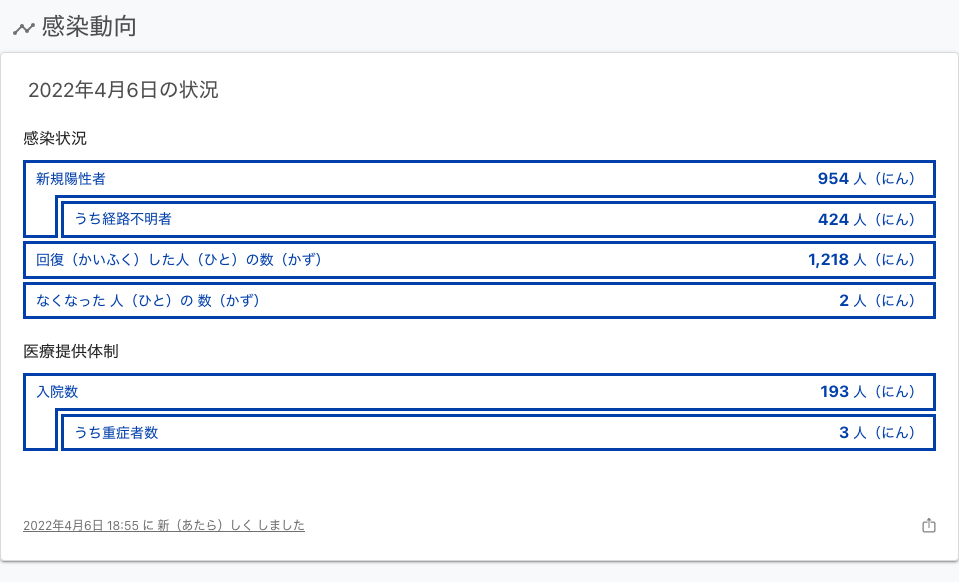 感染動向
2022年4月6日の状況
感染状況
新規陽性者 954 人（にん）
うち経路不明者 424 人（にん）
回復（かいふく）した人（ひと）の数（かず） 1,218 人（にん）
なくなった 人（ひと）の 数（かず） 2 人（にん）
医療提供体制
入院数 193 人（にん）
うち重症者数 3 人（にん）
2022年4月6日 18:55 に 新（あたら）しく しました